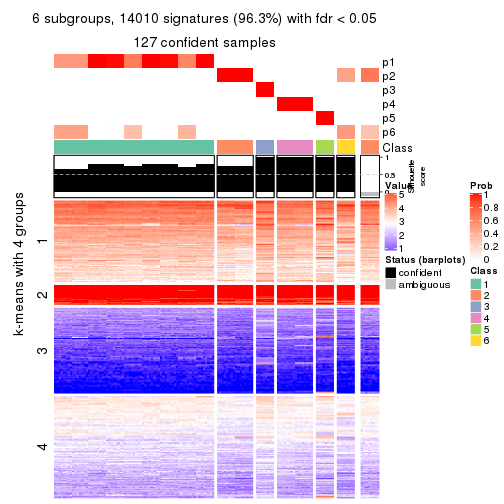 6 subgroups, 14010 signatures (96.3%) with fdr < 0.05
127 confident samples
p1
p2
p3
p4
p5
p6
Class
1
0.5
0
Silhouette
score
k-means with 4 groups
1
2
3
4
Value
5
4
3
2
1
Status (barplots)
confident
ambiguous
Prob
1
0.8
0.6
0.4
0.2
0
Class
1
2
3
4
5
6